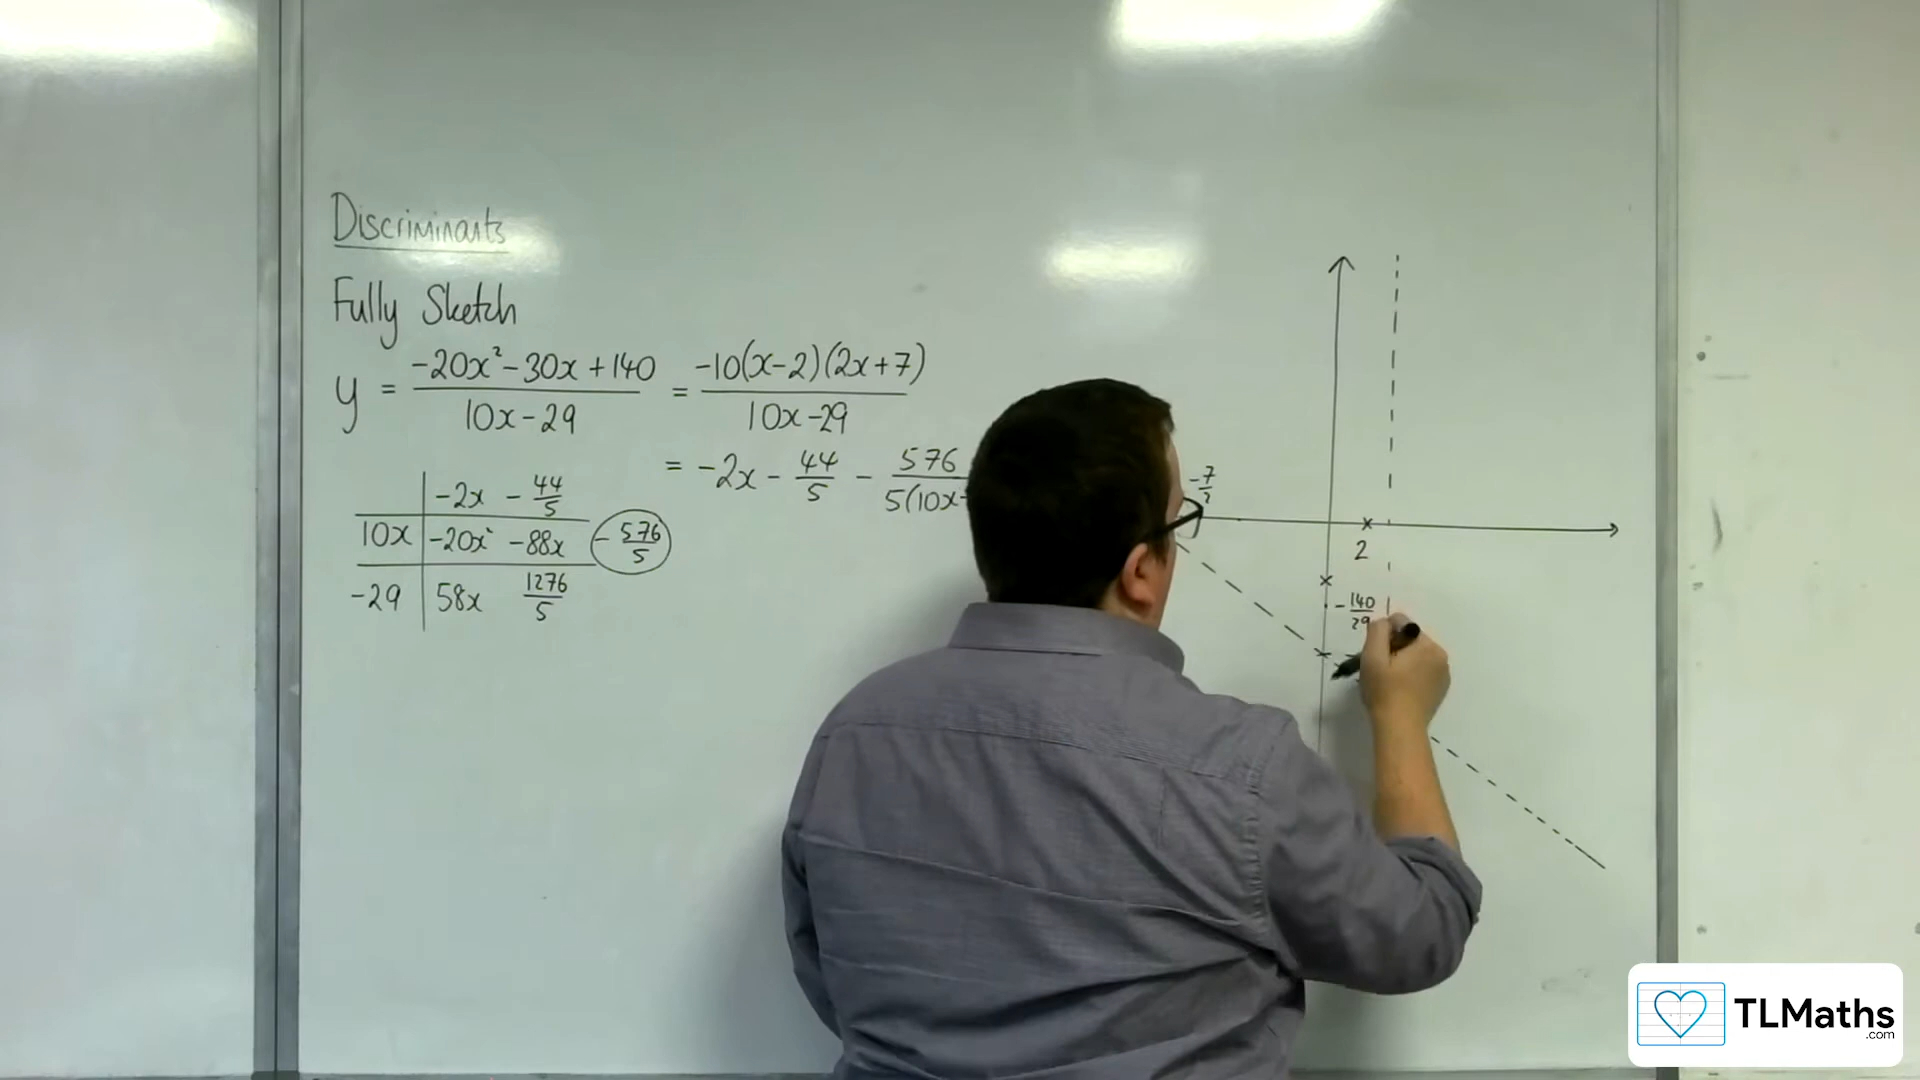 Discriminants
Fully Sketch
y = (-20x² - 30x + 140)/(10x - 29) = (-10(x-2)(2x+7))/(10x-29)
= -2x - 44/5 - 576/5(10x-
-2x - 44/5
10x -20x² -88x - 576/5
-29 58x 1276/5
-7/2
2
-140/29
TLMaths
.com